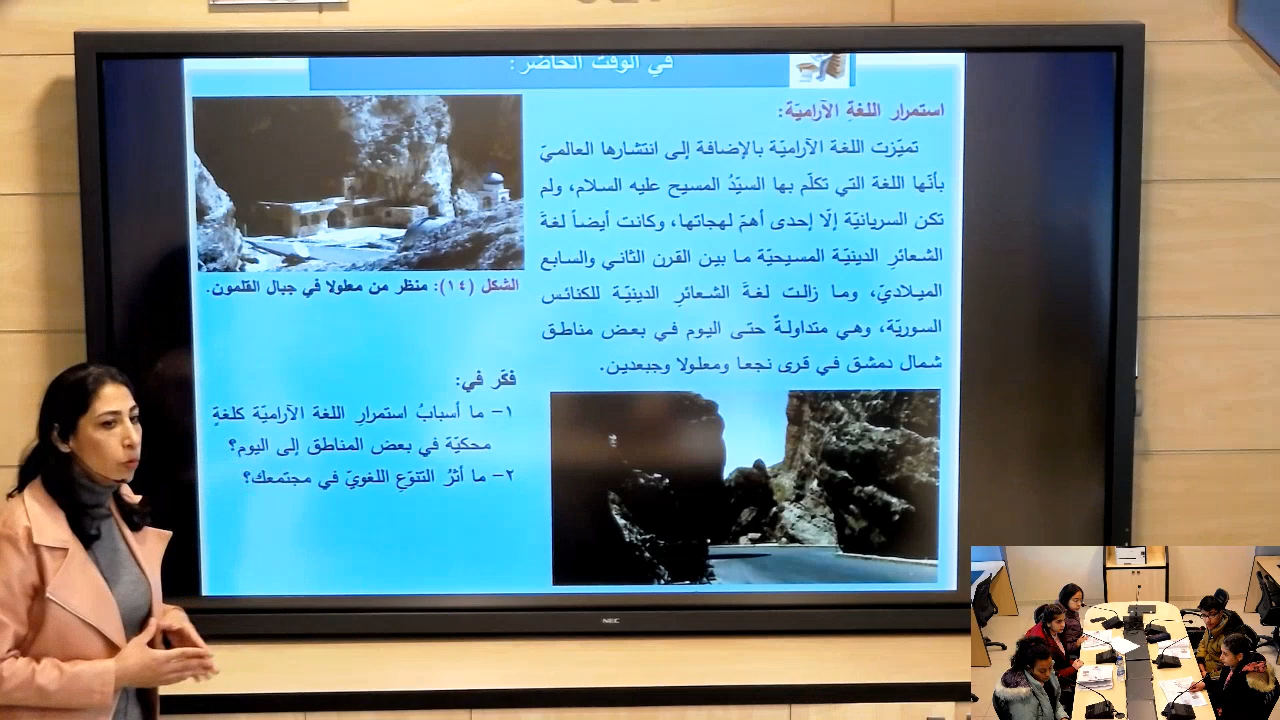 في الوقت الحاضر :
استمرار اللغةِ الآراميّة:
تميّزت اللغة الآراميّة بالإضافة إلى انتشارها العالميّ
بأنّها اللغة التي تكلّم بها السيّدُ المسيح عليه السلام، ولم
تكن السريانيّة إلّا إحدى أهمّ لهجاتها، وكانت أيضاً لغةَ
الشعائرِ الدينيّة المسيحيّة ما بين القرن الثاني والسابع
الميلاديّ، وما زالت لغةَ الشعائرِ الدينيّة للكنائس
السوريّة، وهي متداولةٌ حتى اليوم في بعض مناطق
شمال دمشق في قرى نجعا ومعلولا وجبعدين.
الشكل (١٤): منظر من معلولا في جبال القلمون.
فكّر في:
١- ما أسبابُ استمرارِ اللغة الآراميّة كلغةٍ
محكيّة في بعض المناطق إلى اليوم؟
٢- ما أثرُ التنوّعِ اللغويّ في مجتمعك؟
NEC